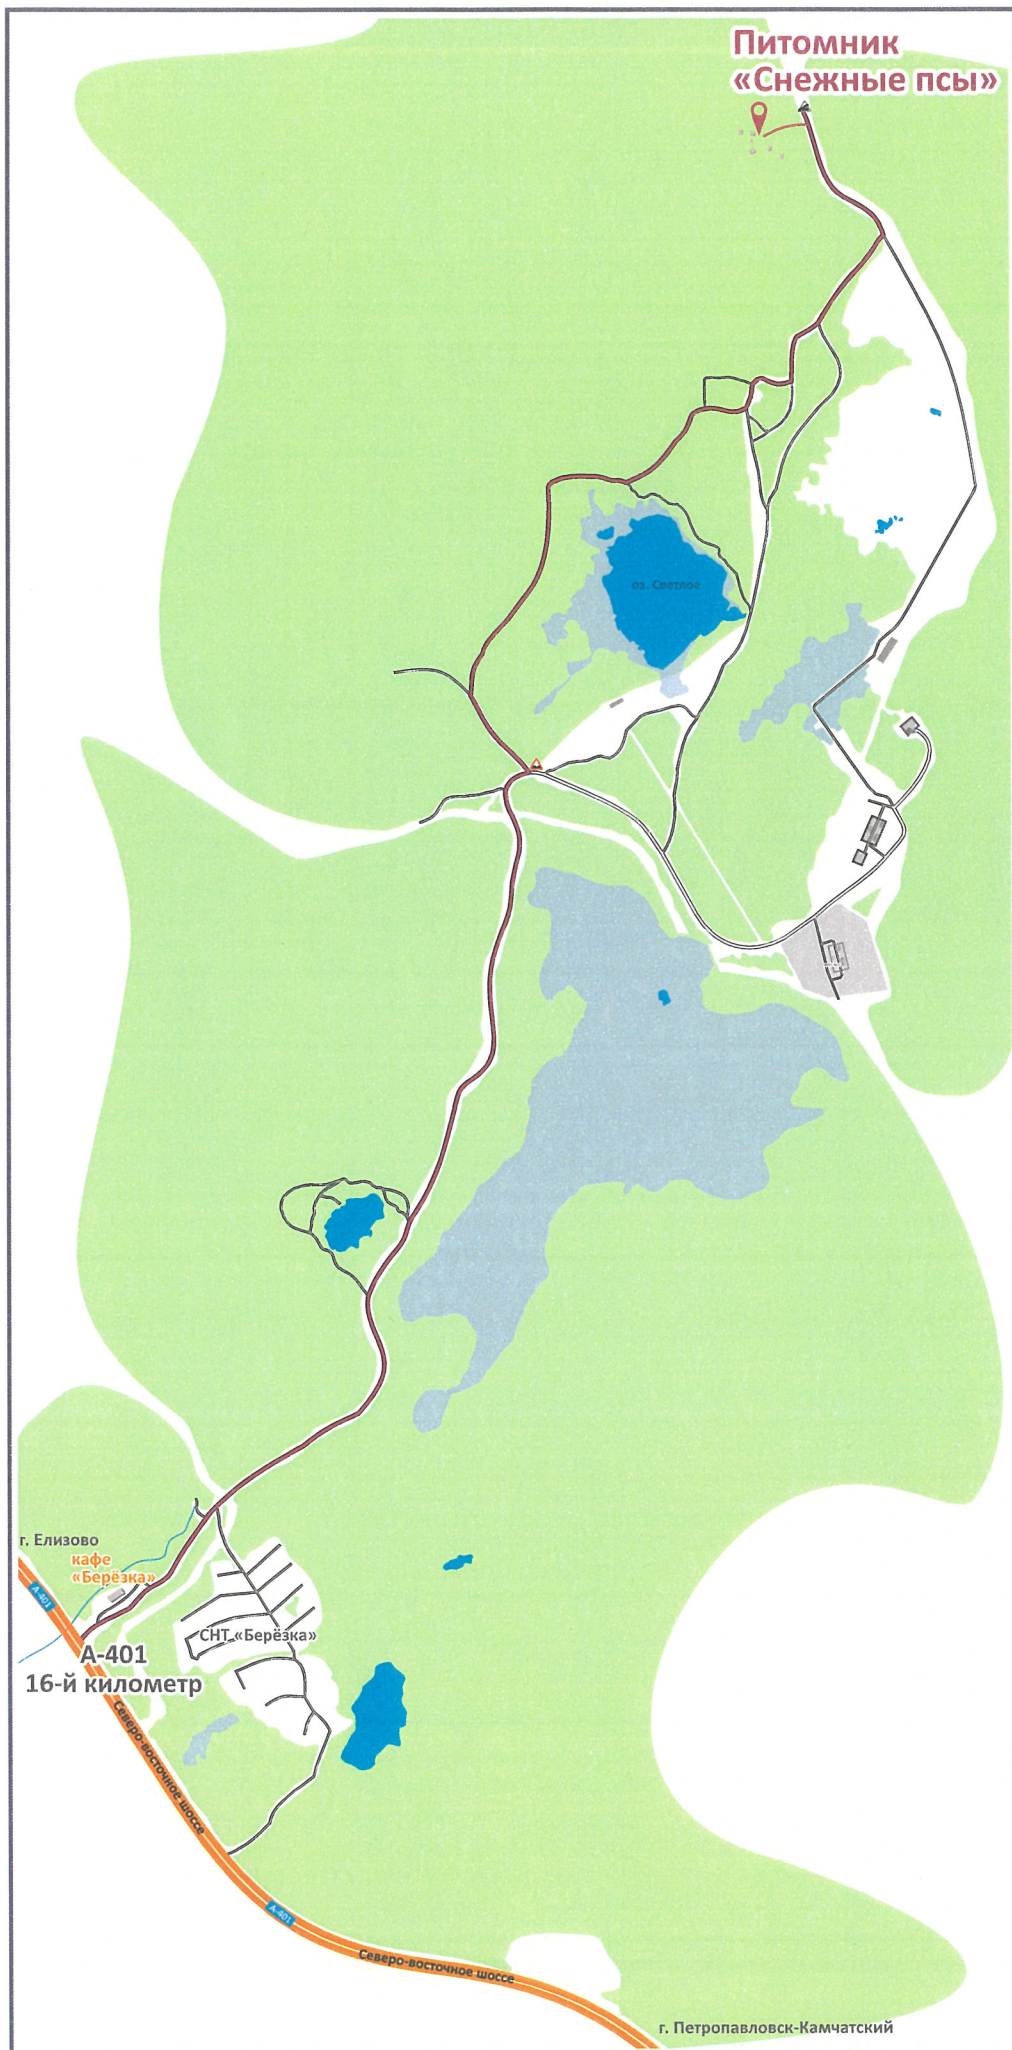 Питомник
«Снежные псы»
оз. Светлое
г. Елизово
кафе
«Берёзка»
А-401
А-401
16-й километр
СНТ «Берёзка»
Северо-восточное шоссе
А-401
Северо-восточное шоссе
г. Петропавловск-Камчатский